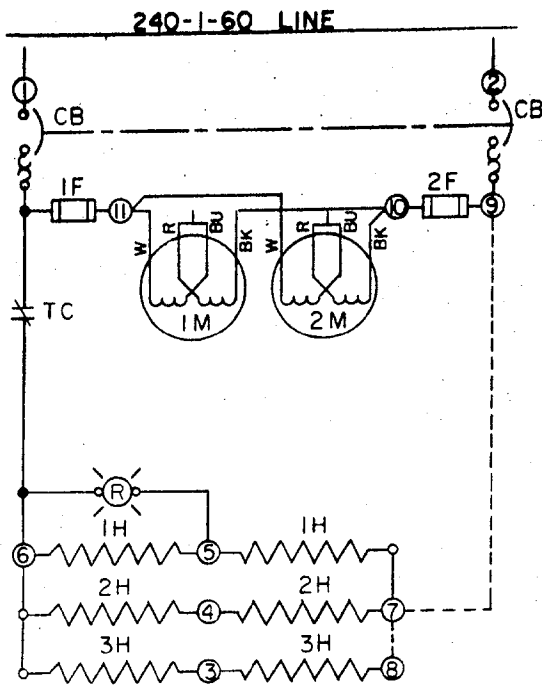 240-1-60 LINE
1 2
CB CB
1F 11 10 2F 9
W R BU BK W R BU BK
1M 2M
TC
R
1H 1H
6 5
2H 2H
4 7
3H 3H
3 8